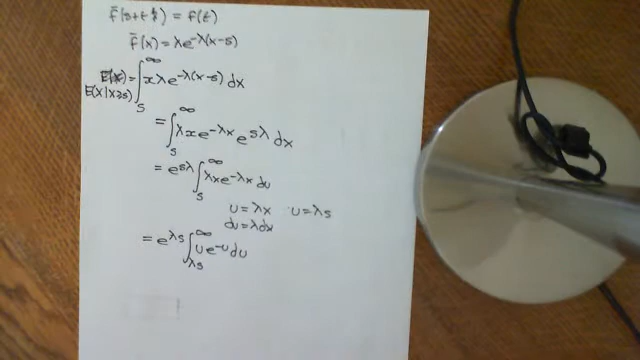 f̄(s+t) = f(t)
f̄(x) = λe^{-λ(x-s)}
E(X|X≥s) = ∫_s^∞ xλe^{-λ(x-s)} dx
= ∫_s^∞ λxe^{-λx} e^{sλ} dx
= e^{sλ} ∫_s^∞ λxe^{-λx} du
u = λx u = λs
du = λdx
= e^{λs} ∫_{λs}^∞ ue^{-u} du